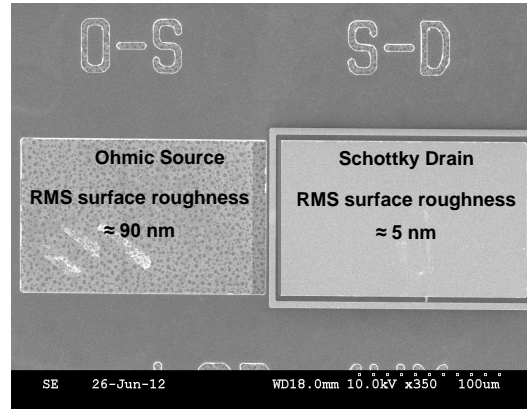 O-S S-D
Ohmic Source
RMS surface roughness
≈ 90 nm
Schottky Drain
RMS surface roughness
≈ 5 nm
SE 26-Jun-12 WD18.0mm 10.0kV x350 100um